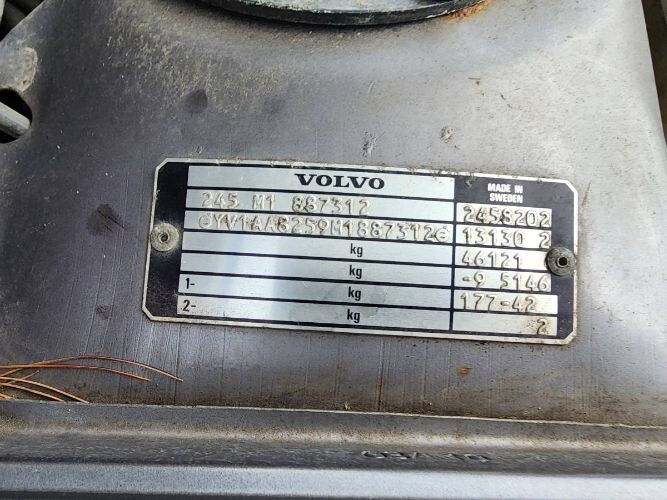 VOLVO
MADE IN
SWEDEN
245 M1 887312
2458202
YV1AA8259M1887312
13130 2
kg
46121
kg
-9 5146
1- kg
177-42
2- kg
2